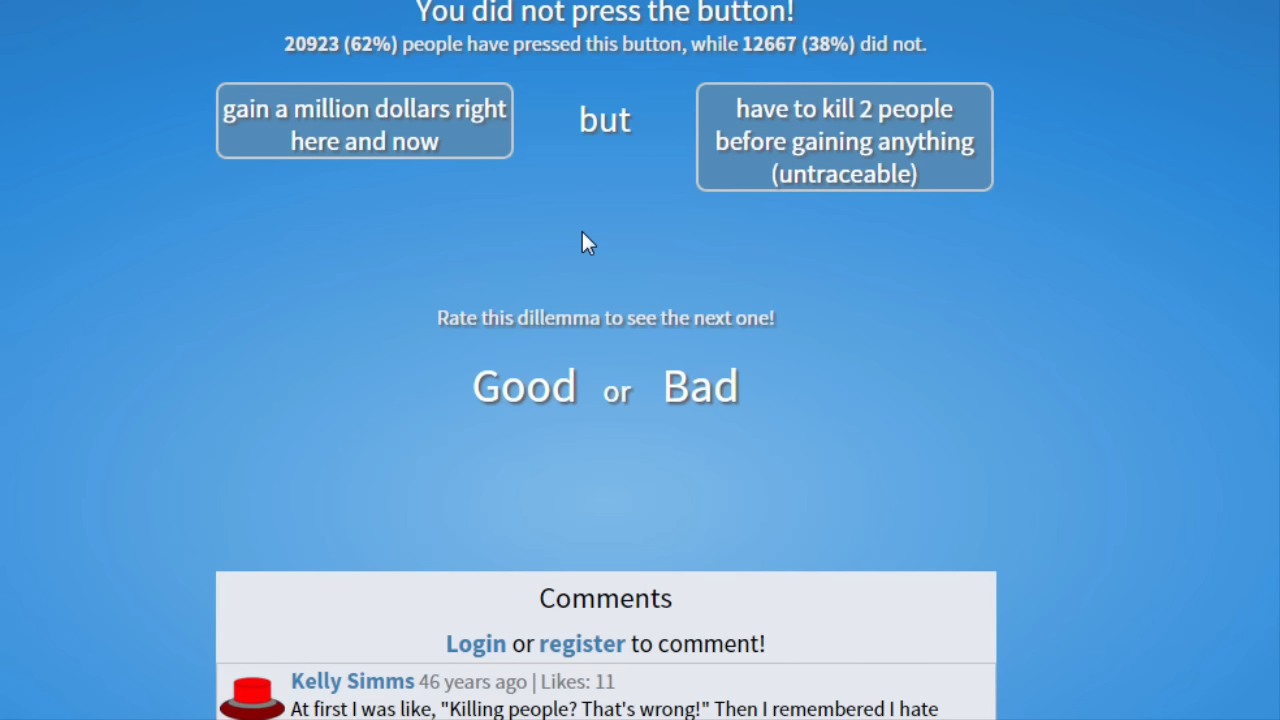 You did not press the button!
20923 (62%) people have pressed this button, while 12667 (38%) did not.
gain a million dollars right
here and now
but
have to kill 2 people
before gaining anything
(untraceable)
Rate this dillemma to see the next one!
Good or Bad
Comments
Login or register to comment!
Kelly Simms 46 years ago | Likes: 11
At first I was like, "Killing people? That's wrong!" Then I remembered I hate